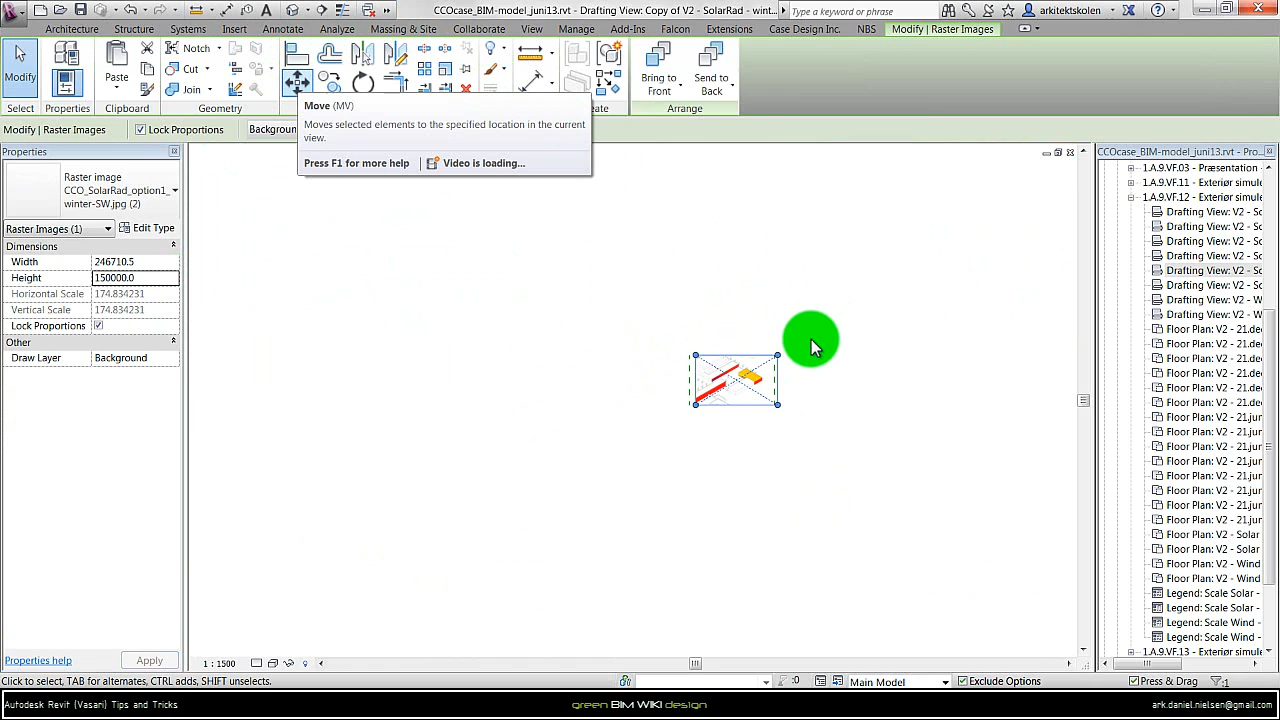 CCOcase_BIM-model_juni13.rvt - Drafting View: Copy of V2 - SolarRad - wint...
Type a keyword or phrase
arkitektskolen
Architecture Structure Systems Insert Annotate Analyze Massing & Site Collaborate View Manage Add-Ins Falcon Extensions Case Design Inc. NBS Modify | Raster Images
Modify
Paste
Notch
Cut
Join
Bring to Front
Send to Back
Select Properties Clipboard Geometry
Arrange
Modify | Raster Images
Lock Proportions
Move (MV)
Moves selected elements to the specified location in the current view.
Press F1 for more help
Video is loading...
Properties
Raster image
CCO_SolarRad_option1_
winter-SW.jpg (2)
Raster Images (1)
Edit Type
Dimensions
Width 246710.5
Height 150000.0
Horizontal Scale 174.834231
Vertical Scale 174.834231
Lock Proportions
Other
Draw Layer Background
Properties help
Apply
CCOcase_BIM-model_juni13.rvt - Pro...
1.A.9.VF.03 - Præsentation
1.A.9.VF.11 - Exteriør simule
1.A.9.VF.12 - Exteriør simule
Drafting View: V2 - Sc
Drafting View: V2 - Sc
Drafting View: V2 - Sc
Drafting View: V2 - Sc
Drafting View: V2 - Sc
Drafting View: V2 - Sc
Drafting View: V2 - W
Drafting View: V2 - W
Floor Plan: V2 - 21.de
Floor Plan: V2 - 21.de
Floor Plan: V2 - 21.de
Floor Plan: V2 - 21.de
Floor Plan: V2 - 21.de
Floor Plan: V2 - 21.de
Floor Plan: V2 - 21.jur
Floor Plan: V2 - 21.jur
Floor Plan: V2 - 21.jur
Floor Plan: V2 - 21.jur
Floor Plan: V2 - 21.jur
Floor Plan: V2 - 21.jur
Floor Plan: V2 - 21.jur
Floor Plan: V2 - 21.jur
Floor Plan: V2 - Solar
Floor Plan: V2 - Solar
Floor Plan: V2 - Wind
Floor Plan: V2 - Wind
Legend: Scale Solar -
Legend: Scale Solar -
Legend: Scale Wind -
Legend: Scale Wind -
1.A.9.VF.13 - Exteriør simule
1 : 1500
Click to select, TAB for alternates, CTRL adds, SHIFT unselects.
:0
Main Model
Exclude Options
Press & Drag
:1
Autodesk Revit (Vasari) Tips and Tricks
green BIM WIKI design
ark.daniel.nielsen@gmail.com